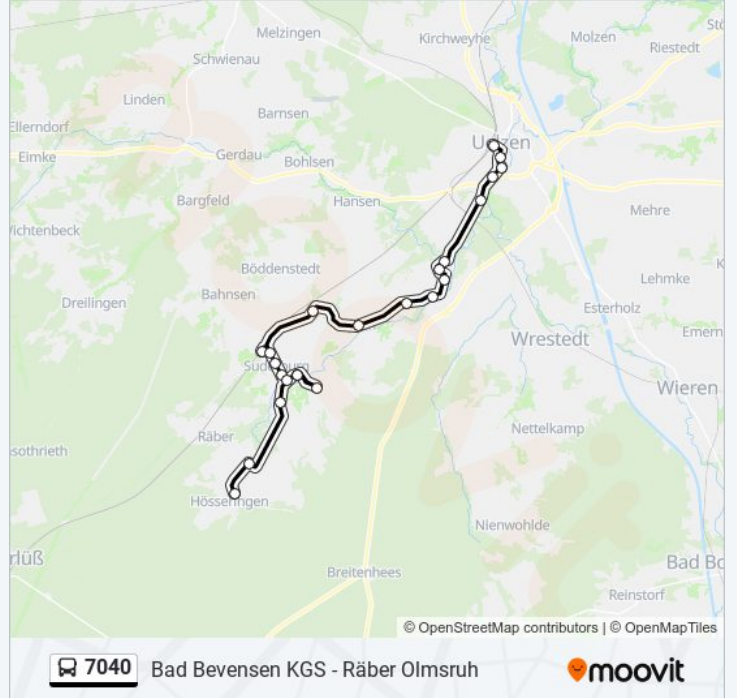 Melzingen
Kirchweyhe
Molzen
Riestedt
Schwienau
Linden
Barnsen
Ellerndorf
Eimke
Gerdau
Bohlsen
Uelzen
Bargfeld
Hansen
Mehre
Böddenstedt
Bahnsen
Dreilingen
Lehmke
Esterholz
Wrestedt
Suderburg
Wieren
Nettelkamp
Räber
Hösseringen
Nienwohlde
Breitenhees
Bad Bo
Reinstorf
© OpenStreetMap contributors | © OpenMapTiles
7040 Bad Bevensen KGS - Räber Olmsruh moovit